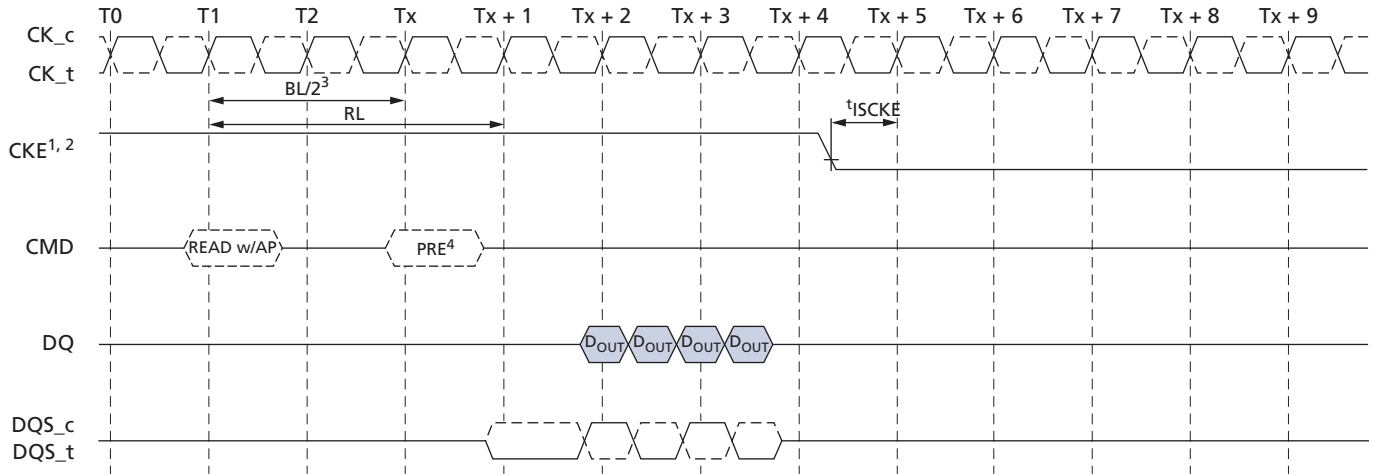 T0 T1 T2 Tx Tx + 1 Tx + 2 Tx + 3 Tx + 4 Tx + 5 Tx + 6 Tx + 7 Tx + 8 Tx + 9
CK_c
CK_t
BL/2³
RL
tISCKE
CKE1, 2
CMD
READ w/AP
PRE⁴
DQ
DOUT DOUT DOUT DOUT
DQS_c
DQS_t